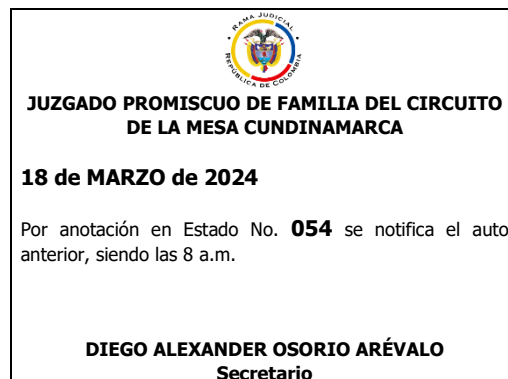 RAMA JUDICIAL
REPÚBLICA DE COLOMBIA
JUZGADO PROMISCUO DE FAMILIA DEL CIRCUITO
DE LA MESA CUNDINAMARCA
18 de MARZO de 2024
Por anotación en Estado No. 054 se notifica el auto
anterior, siendo las 8 a.m.
DIEGO ALEXANDER OSORIO ARÉVALO
Secretario